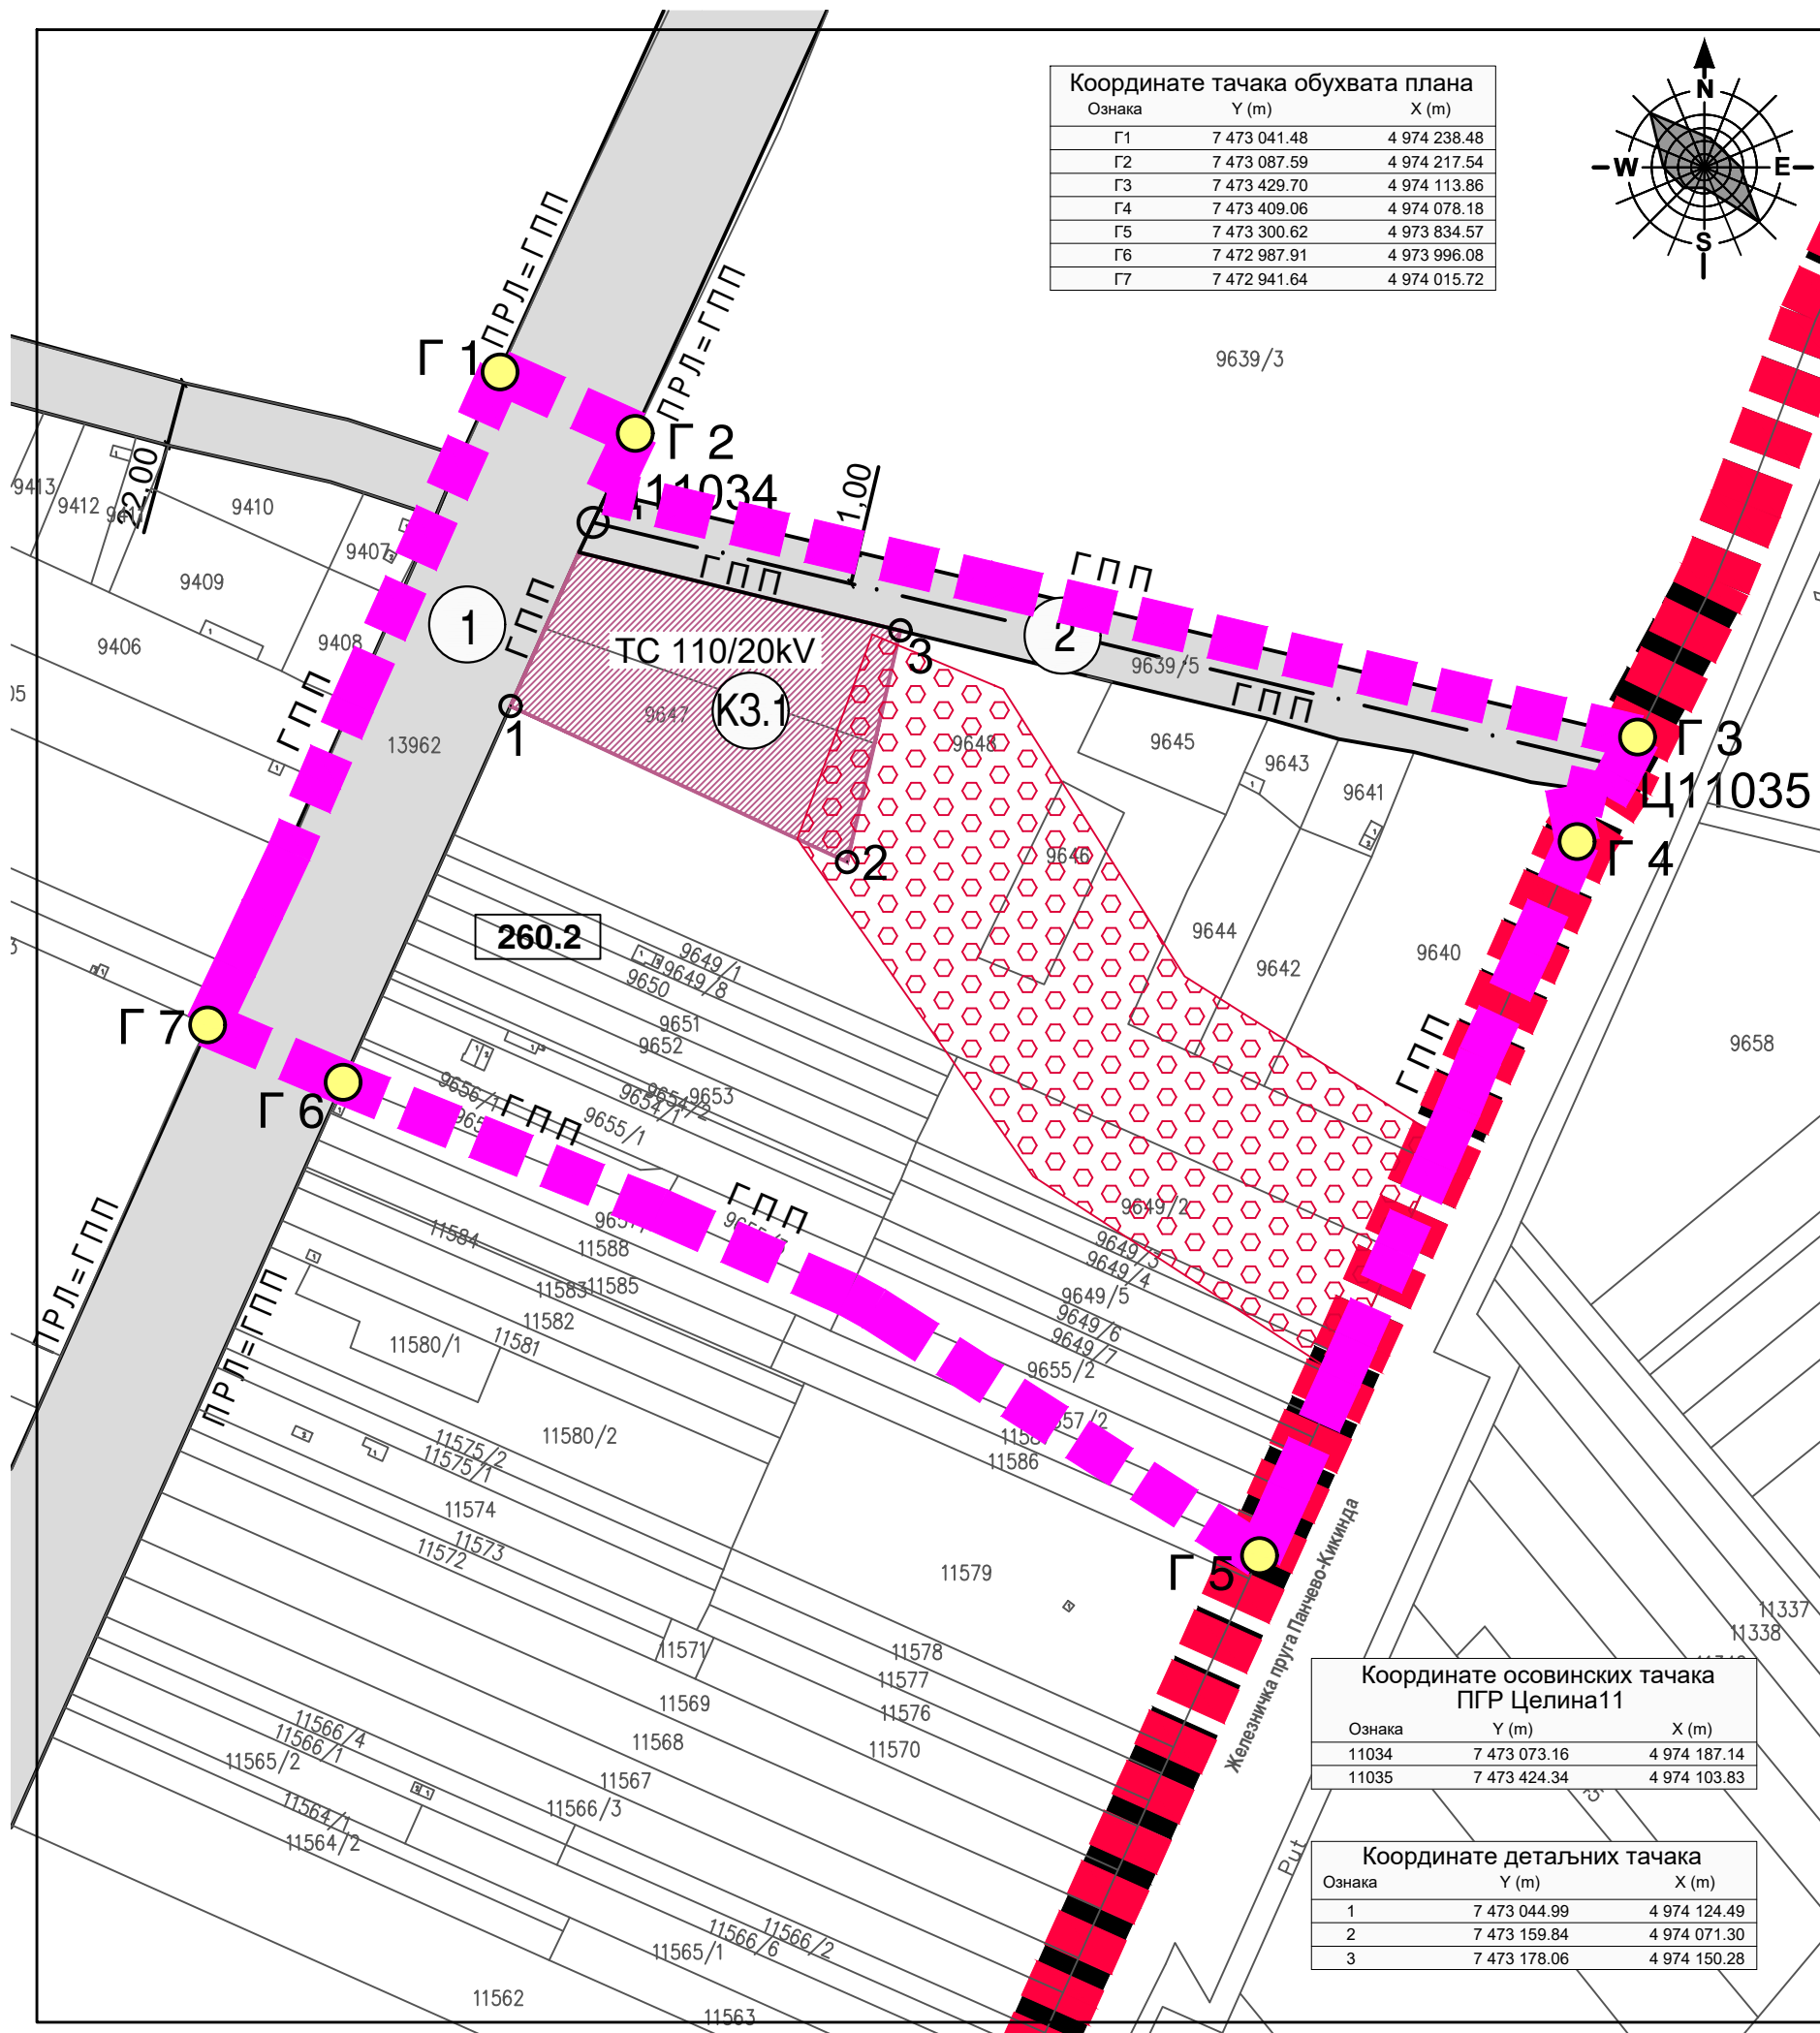 Координате тачака обухвата плана
Ознака Y (m) X (m)
Г1 7 473 041.48 4 974 238.48
Г2 7 473 087.59 4 974 217.54
Г3 7 473 429.70 4 974 113.86
Г4 7 473 409.06 4 974 078.18
Г5 7 473 300.62 4 973 834.57
Г6 7 472 987.91 4 973 996.08
Г7 7 472 941.64 4 974 015.72
N
W E
S
ПРЛ=ГПП
ПРЛ=ГПП
9639/3
Г 1
Г 2
11034
22,00
1,00
9413
9412
9410
9407
9409
9408
9406
05
1
ГПП
ГПП
ГПП
ГПП
2
3
9639/5
ГПП
ТС 110/20kV
К3.1
9647
1
2
13962
9648
9645
9643
9641
Г 3
Ц11035
Г 4
9646
9644
9642
9640
9658
260.2
9649/1
9649/8
9650
9651
9652
9653
9654/2
9654/1
9656/1
9655/1
Г 7
Г 6
ГПП
ГПП
ГПП
9649/2
9649/3
9649/4
9649/5
9649/6
9649/7
9655/2
11586
11584
11588
11585
11583
11582
11581
11580/1
11580/2
11575/2
11575/1
11574
11573
11572
11579
Г 5
ПРЛ=ГПП
ПРЛ=ГПП
Железничка пруга Панчево-Кикинда
11571
11578
11577
11576
11569
11568
11570
11567
11566/4
11566/1
11565/2
11566/3
11564/1
11564/2
11566/2
11566/6
11565/1
11562
11563
11337
11338
Put
Координате осовинских тачака
ПГР Целина11
Ознака Y (m) X (m)
11034 7 473 073.16 4 974 187.14
11035 7 473 424.34 4 974 103.83
Координате детаљних тачака
Ознака Y (m) X (m)
1 7 473 044.99 4 974 124.49
2 7 473 159.84 4 974 071.30
3 7 473 178.06 4 974 150.28